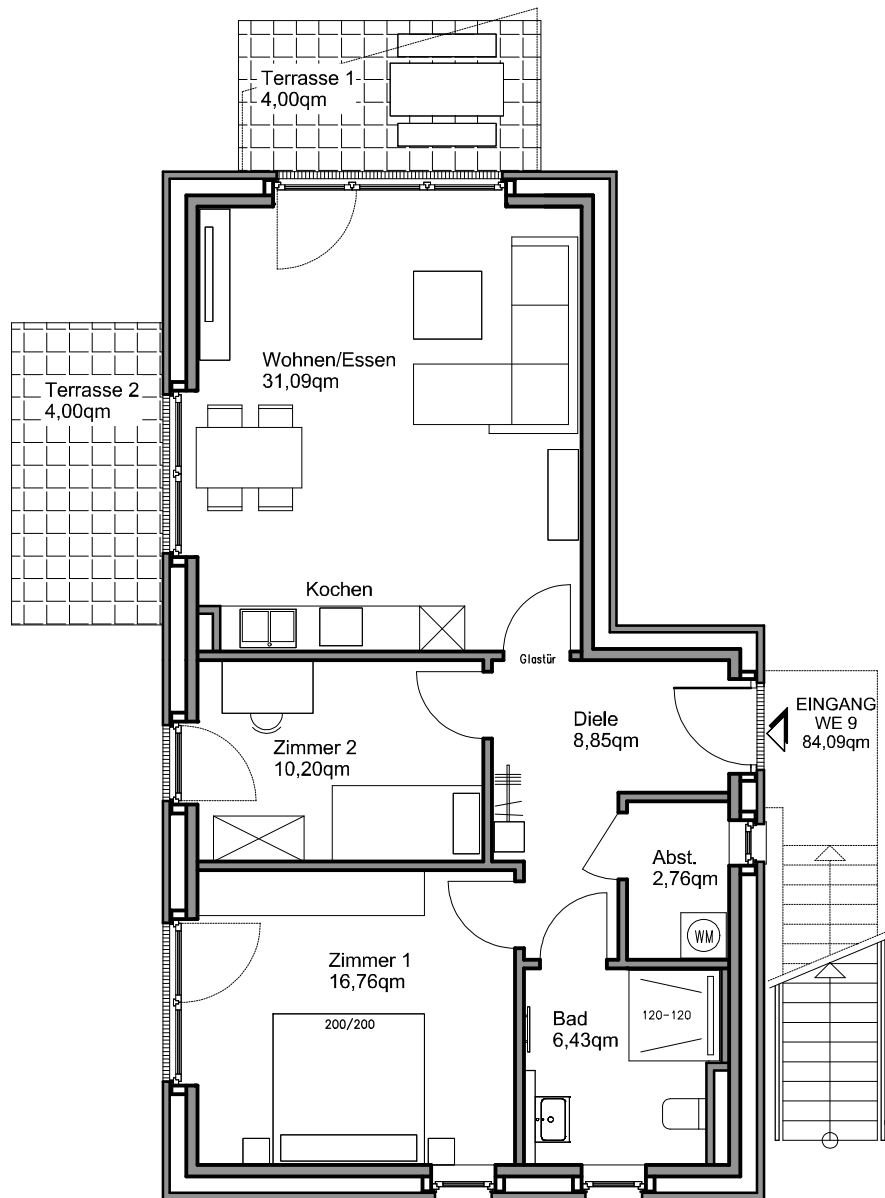 Terrasse 1
4,00qm
Wohnen/Essen
31,09qm
Terrasse 2
4,00qm
Kochen
Glastür
Diele
8,85qm
EINGANG
WE 9
84,09qm
Zimmer 2
10,20qm
Abst.
2,76qm
WM
Zimmer 1
16,76qm
200/200
Bad
6,43qm
120-120